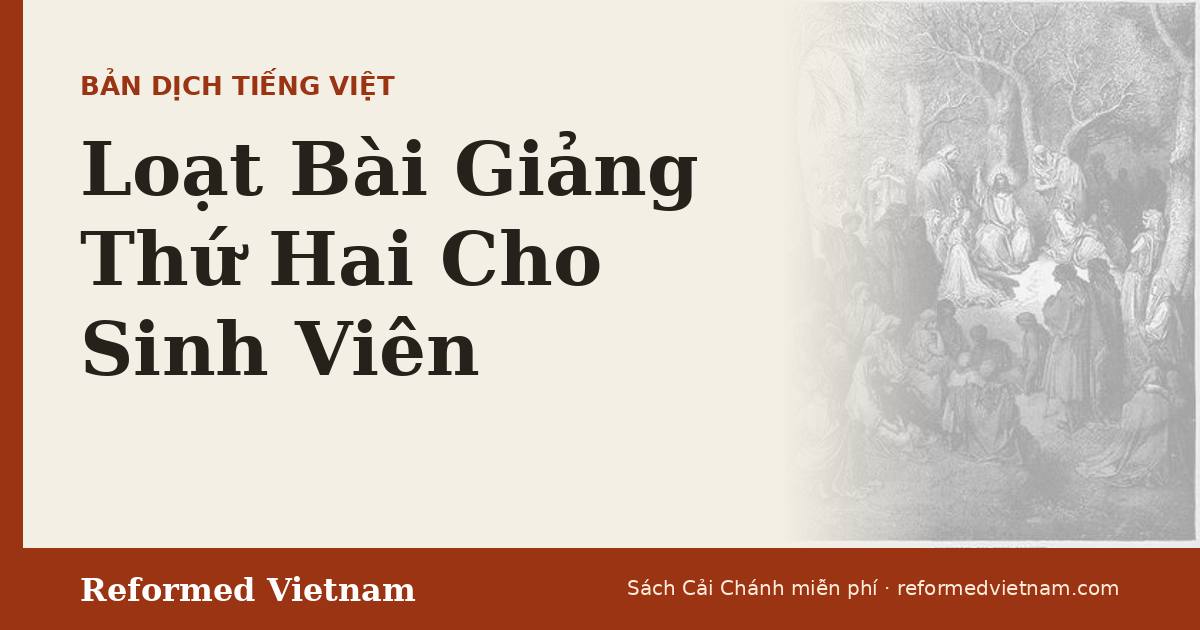 BẢN DỊCH TIẾNG VIỆT
Loạt Bài Giảng
Thứ Hai Cho
Sinh Viên
Reformed Vietnam
Sách Cải Chánh miễn phí · reformedvietnam.com